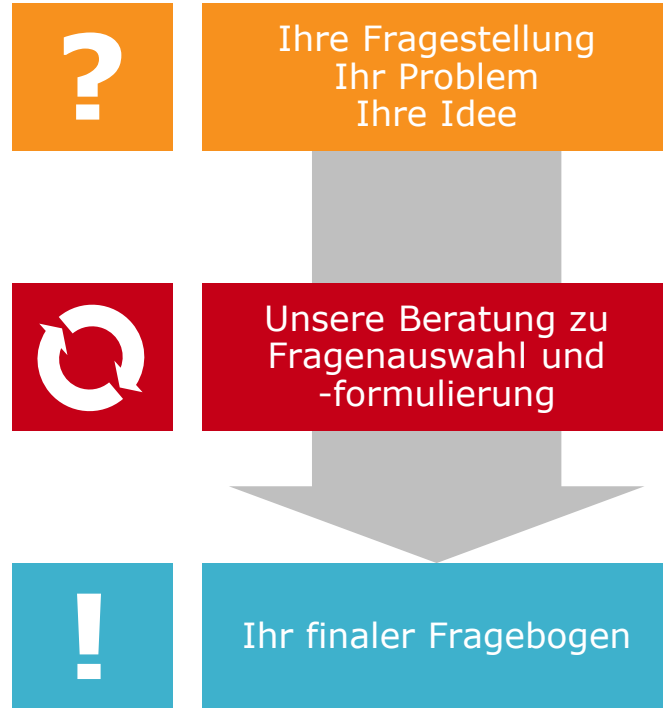 ?
Ihre Fragestellung
Ihr Problem
Ihre Idee
Unsere Beratung zu
Fragenauswahl und
-formulierung
!
Ihr finaler Fragebogen